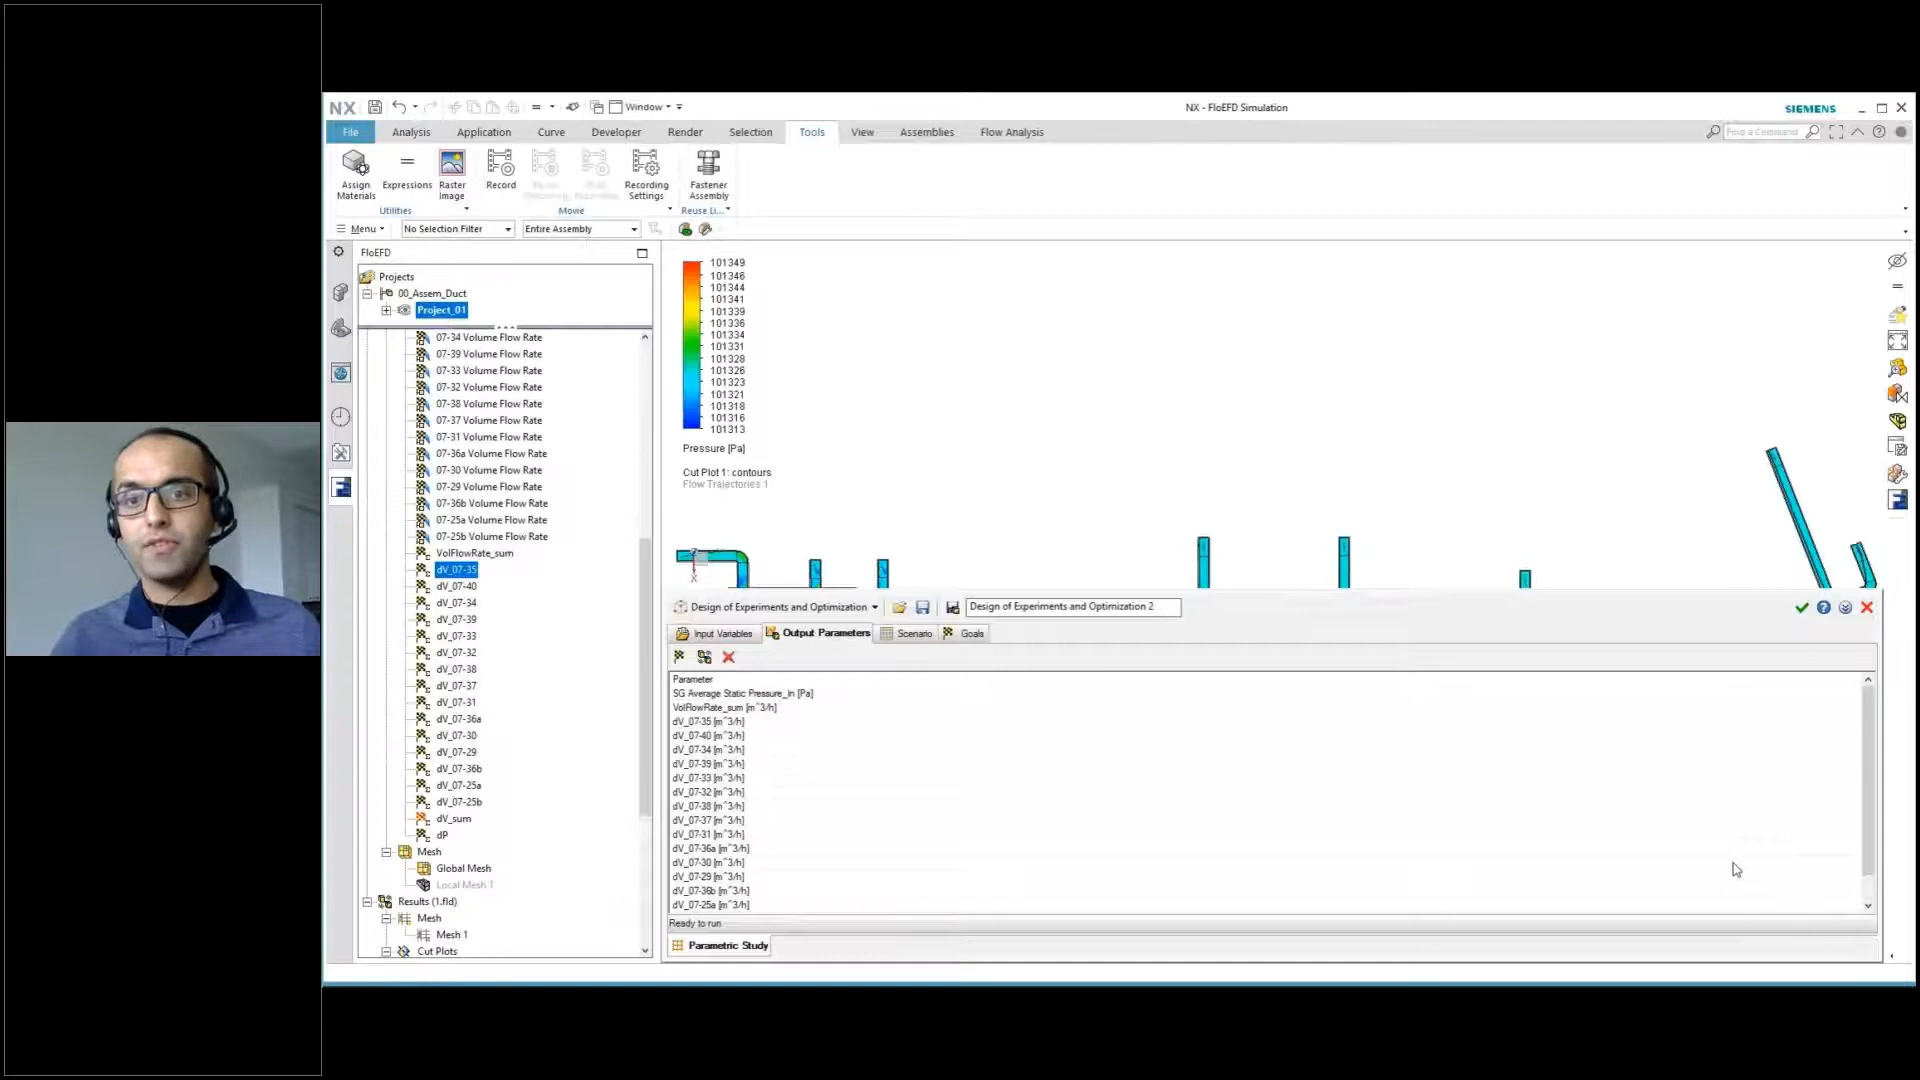 NX
Window
NX - FloEFD Simulation
SIEMENS
File
Analysis
Application
Curve
Developer
Render
Selection
Tools
View
Assemblies
Flow Analysis
Find a Command
Assign Materials
Expressions
Raster Image
Record
Recording Settings
Fastener Assembly
Utilities
Movie
Reuse Li...
Menu
No Selection Filter
Entire Assembly
FloEFD
Projects
00_Assem_Duct
Project_01
07-34 Volume Flow Rate
07-39 Volume Flow Rate
07-33 Volume Flow Rate
07-32 Volume Flow Rate
07-38 Volume Flow Rate
07-37 Volume Flow Rate
07-31 Volume Flow Rate
07-36a Volume Flow Rate
07-30 Volume Flow Rate
07-29 Volume Flow Rate
07-36b Volume Flow Rate
07-25a Volume Flow Rate
07-25b Volume Flow Rate
VolFlowRate_sum
dV_07-35
dV_07-40
dV_07-34
dV_07-39
dV_07-33
dV_07-32
dV_07-38
dV_07-37
dV_07-31
dV_07-36a
dV_07-30
dV_07-29
dV_07-36b
dV_07-25a
dV_07-25b
dV_sum
dP
Mesh
Global Mesh
Local Mesh 1
Results (1.fld)
Mesh
Mesh 1
Cut Plots
101349
101346
101344
101341
101339
101336
101334
101331
101328
101326
101323
101321
101318
101316
101313
Pressure [Pa]
Cut Plot 1: contours
Flow Trajectories 1
Z
X
Design of Experiments and Optimization
Design of Experiments and Optimization 2
Input Variables
Output Parameters
Scenario
Goals
Parameter
SG Average Static Pressure_In [Pa]
VolFlowRate_sum [m^3/h]
dV_07-35 [m^3/h]
dV_07-40 [m^3/h]
dV_07-34 [m^3/h]
dV_07-39 [m^3/h]
dV_07-33 [m^3/h]
dV_07-32 [m^3/h]
dV_07-38 [m^3/h]
dV_07-37 [m^3/h]
dV_07-31 [m^3/h]
dV_07-36a [m^3/h]
dV_07-30 [m^3/h]
dV_07-29 [m^3/h]
dV_07-36b [m^3/h]
dV_07-25a [m^3/h]
Ready to run
Parametric Study